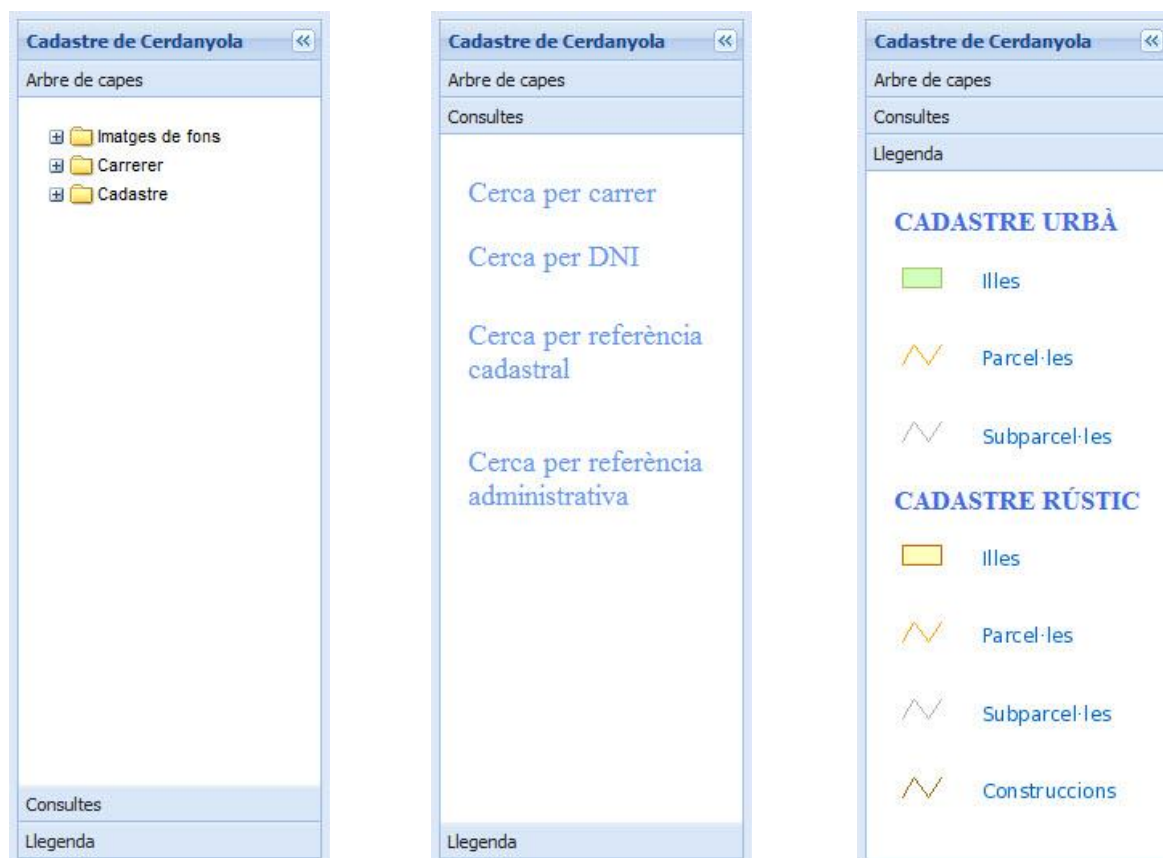 Cadastre de Cerdanyola
Arbre de capes
Imatges de fons
Carrerer
Cadastre
Consultes
Llegenda
Cadastre de Cerdanyola
Arbre de capes
Consultes
Cerca per carrer
Cerca per DNI
Cerca per referència
cadastral
Cerca per referència
administrativa
Llegenda
Cadastre de Cerdanyola
Arbre de capes
Consultes
Llegenda
CADASTRE URBÀ
Illes
Parcel·les
Subparcel·les
CADASTRE RÚSTIC
Illes
Parcel·les
Subparcel·les
Construccions